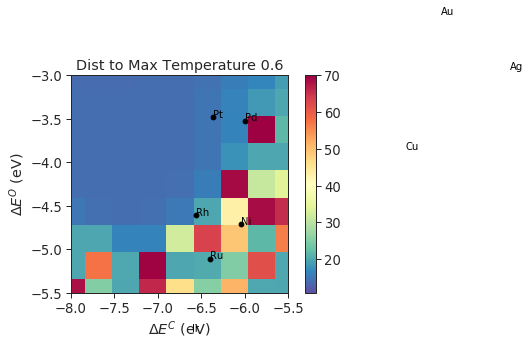 Au
Dist to Max Temperature 0.6
Ag
−3.0
−3.5
−4.0
−4.5
−5.0
−5.5
ΔE^O (eV)
Pt
Pd
Rh
Ni
Ru
Cu
70
60
50
40
30
20
−8.0 −7.5 −7.0 −6.5 −6.0 −5.5
ΔE^C (eV)
Ir